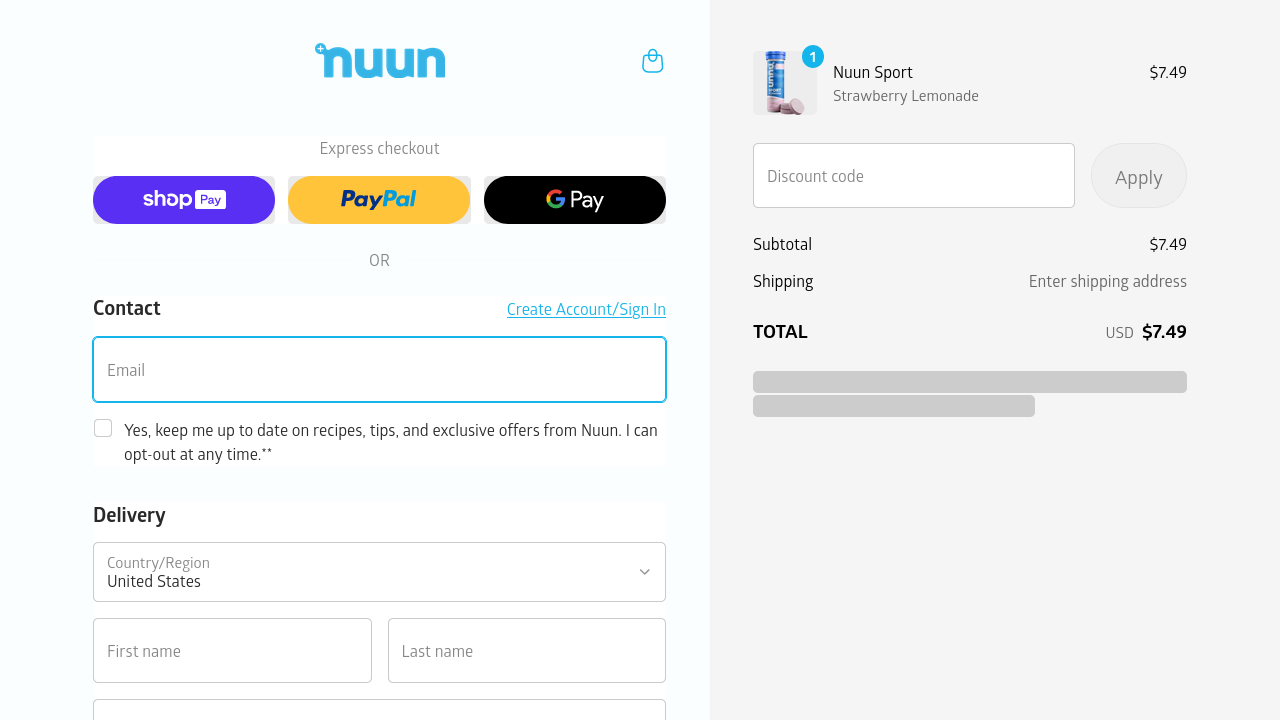 nuun
Express checkout
shop Pay
PayPal
G Pay
OR
Contact
Create Account/Sign In
Email
Yes, keep me up to date on recipes, tips, and exclusive offers from Nuun. I can
opt-out at any time.**
Delivery
Country/Region
United States
First name
Last name
1
Nuun Sport
$7.49
Strawberry Lemonade
Discount code
Apply
Subtotal
$7.49
Shipping
Enter shipping address
TOTAL
USD $7.49